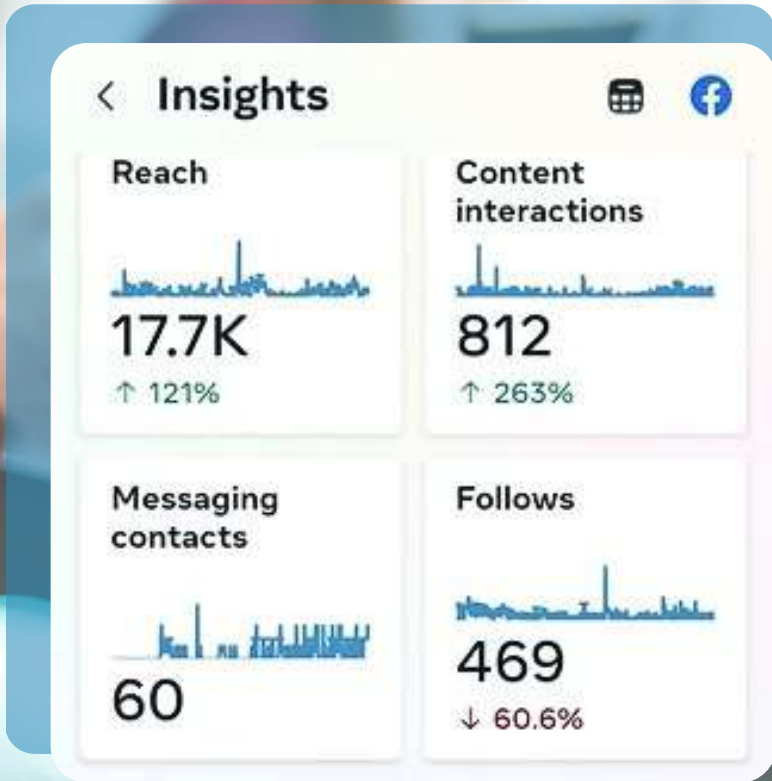 Insights
Reach
17.7K
↑ 121%
Content
interactions
812
↑ 263%
Messaging
contacts
60
Follows
469
↓ 60.6%